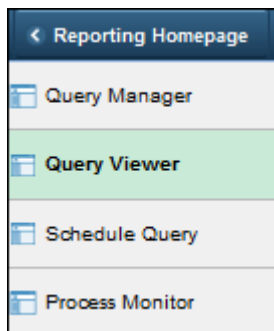 Reporting Homepage
Query Manager
Query Viewer
Schedule Query
Process Monitor